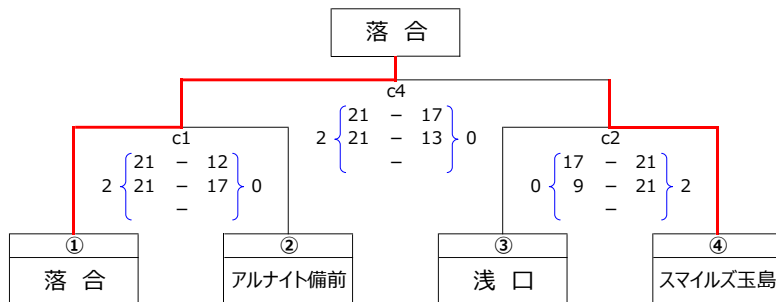 落 合
c4
21 － 17
2 21 － 13 0
－
c1
21 － 12
2 21 － 17 0
－
c2
17 － 21
0 9 － 21 2
－
① ② ③ ④
落 合 アルナイト備前 浅 口 スマイルズ玉島